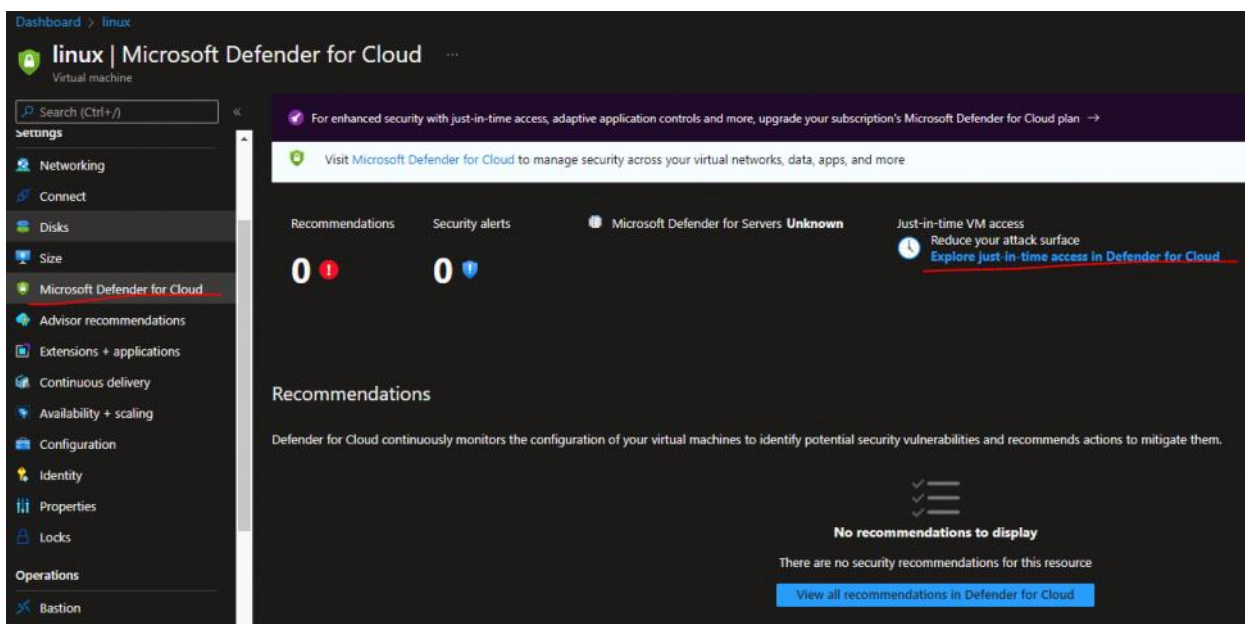 Dashboard > linux
linux | Microsoft Defender for Cloud ...
Virtual machine
Search (Ctrl+/)
«
Settings
Networking
Connect
Disks
Size
Microsoft Defender for Cloud
Advisor recommendations
Extensions + applications
Continuous delivery
Availability + scaling
Configuration
Identity
Properties
Locks
Operations
Bastion
For enhanced security with just-in-time access, adaptive application controls and more, upgrade your subscription's Microsoft Defender for Cloud plan →
Visit Microsoft Defender for Cloud to manage security across your virtual networks, data, apps, and more
Recommendations
0
Security alerts
0
Microsoft Defender for Servers Unknown
Just-in-time VM access
Reduce your attack surface
Explore just-in-time access in Defender for Cloud
Recommendations
Defender for Cloud continuously monitors the configuration of your virtual machines to identify potential security vulnerabilities and recommends actions to mitigate them.
No recommendations to display
There are no security recommendations for this resource
View all recommendations in Defender for Cloud